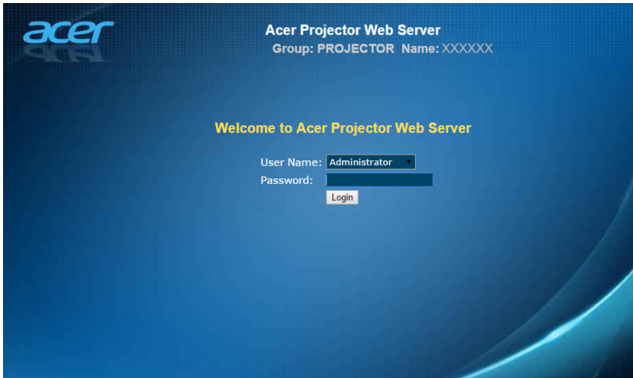 acer
Acer Projector Web Server
Group: PROJECTOR Name: XXXXXX
Welcome to Acer Projector Web Server
User Name: Administrator
Password:
Login